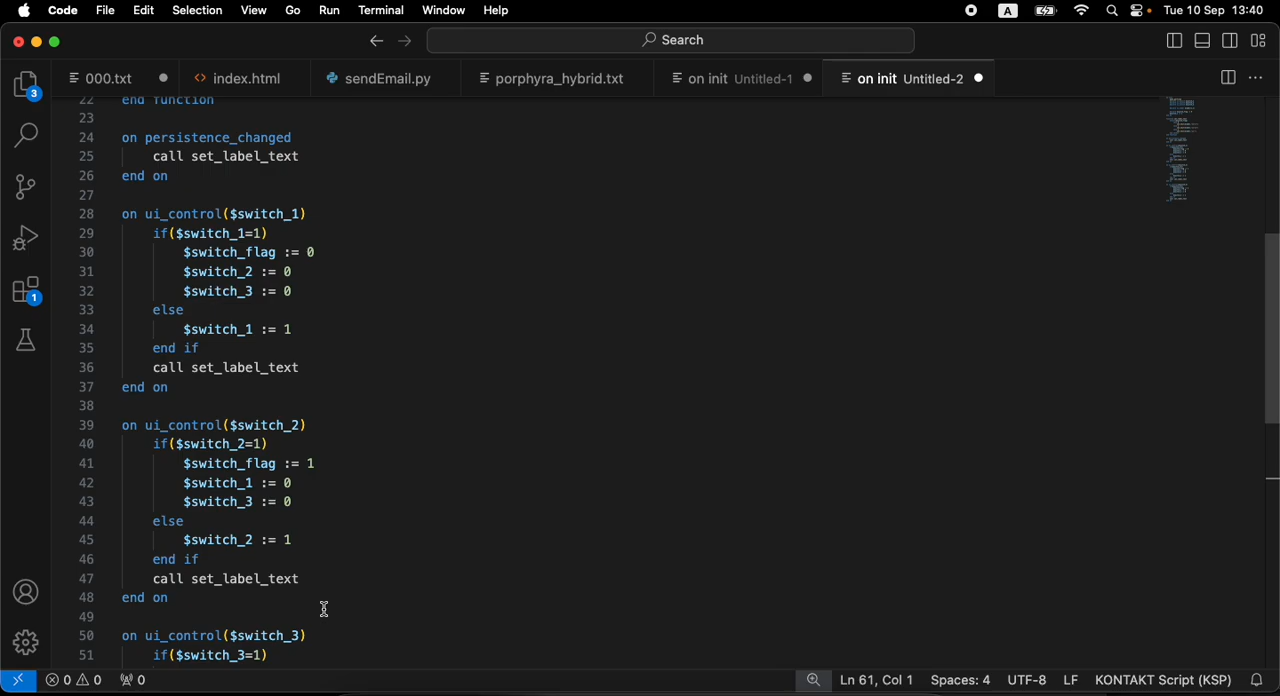 Code File Edit Selection View Go Run Terminal Window Help A Tue 10 Sep 13:40
Search
3 000.txt index.html sendEmail.py porphyra_hybrid.txt on init Untitled-1 on init Untitled-2
22 end function
23
24 on persistence_changed
25 call set_label_text
26 end on
27
28 on ui_control($switch_1)
29 if($switch_1=1)
30 $switch_flag := 0
31 $switch_2 := 0
32 $switch_3 := 0
33 else
34 $switch_1 := 1
35 end if
36 call set_label_text
37 end on
38
39 on ui_control($switch_2)
40 if($switch_2=1)
41 $switch_flag := 1
42 $switch_1 := 0
43 $switch_3 := 0
44 else
45 $switch_2 := 1
46 end if
47 call set_label_text
48 end on
49
50 on ui_control($switch_3)
51 if($switch_3=1)
1
0 0 0 Ln 61, Col 1 Spaces: 4 UTF-8 LF KONTAKT Script (KSP)